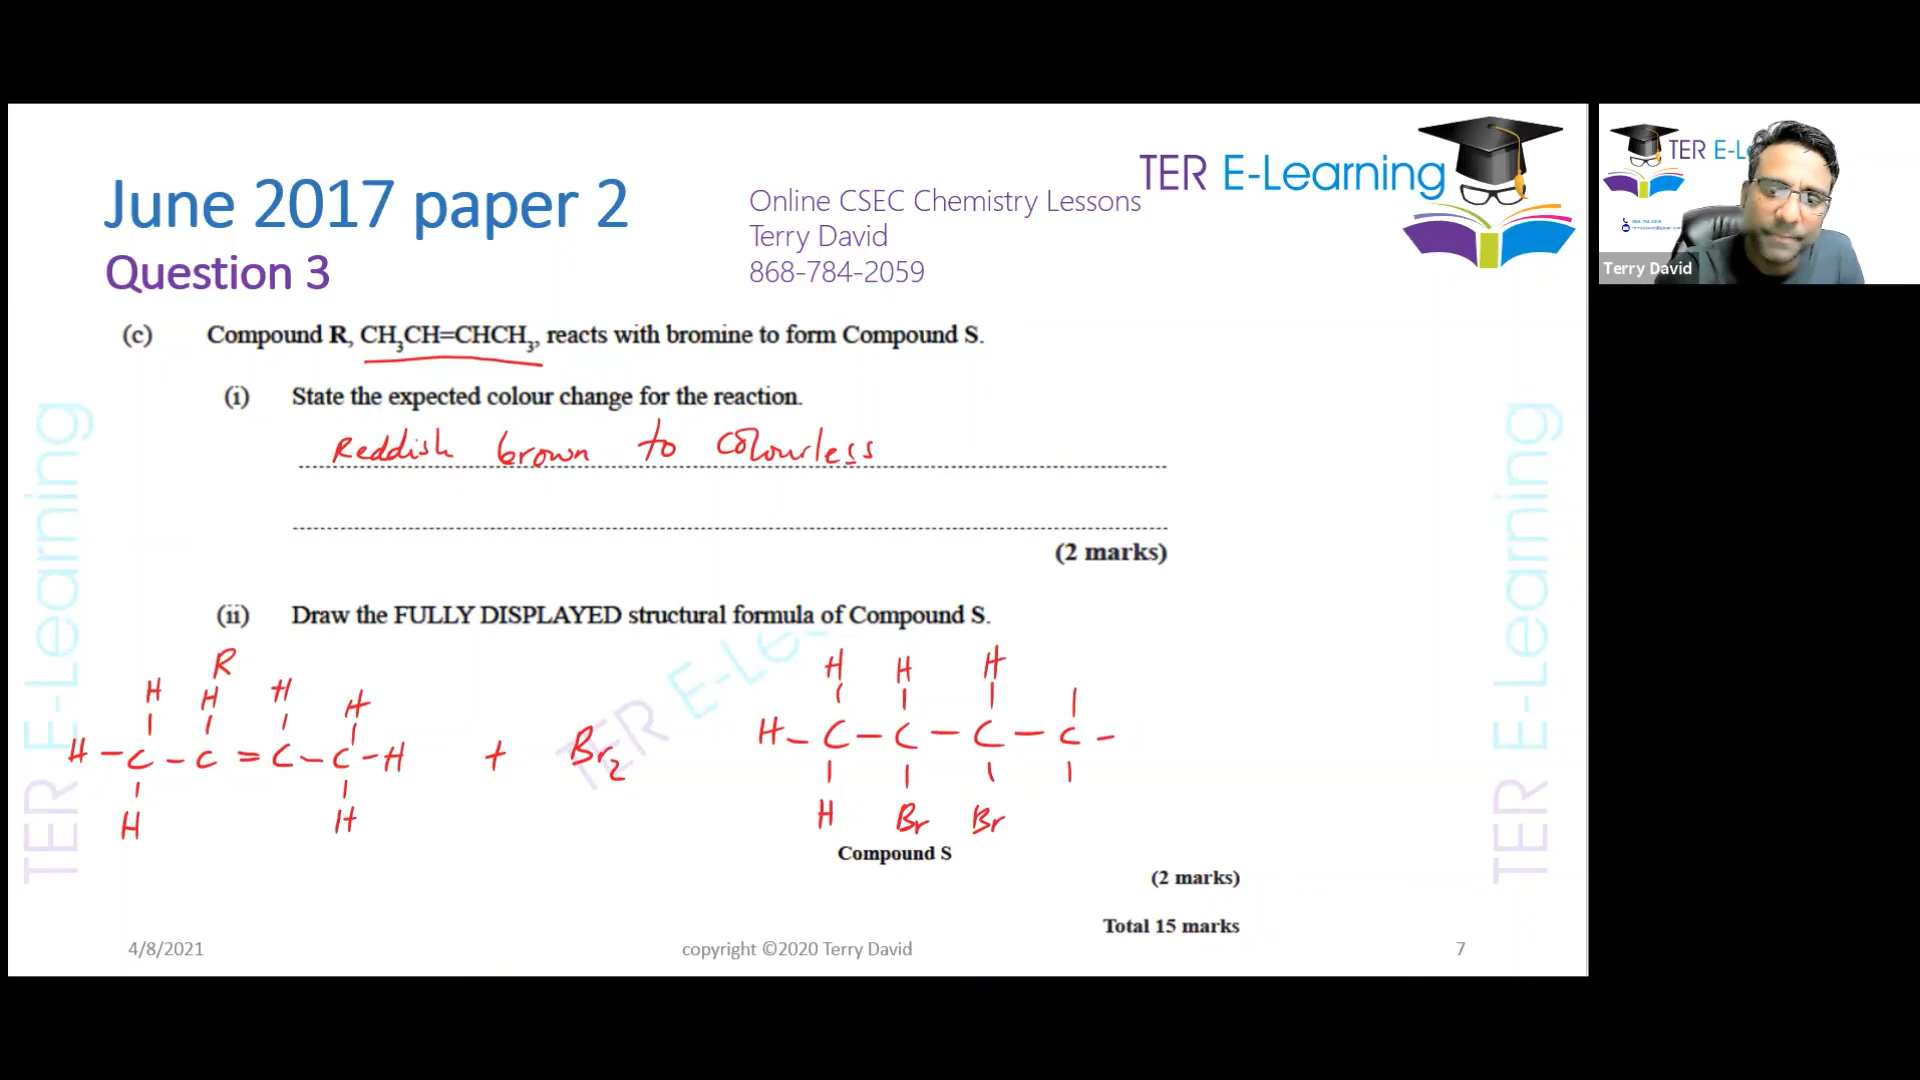 June 2017 paper 2
Question 3
Online CSEC Chemistry Lessons
Terry David
868-784-2059
TER E-Learning
TER E-L
Terry David
(c) Compound R, CH₃CH=CHCH₃, reacts with bromine to form Compound S.
(i) State the expected colour change for the reaction.
Reddish brown to colourless
(2 marks)
(ii) Draw the FULLY DISPLAYED structural formula of Compound S.
R
H H H H
H - C - C = C - C - H + Br₂
H H
H H H
H - C - C - C - C -
H Br Br
Compound S
(2 marks)
Total 15 marks
4/8/2021 copyright ©2020 Terry David 7
TER E-Learning
TER E-Le
TER E-Learning